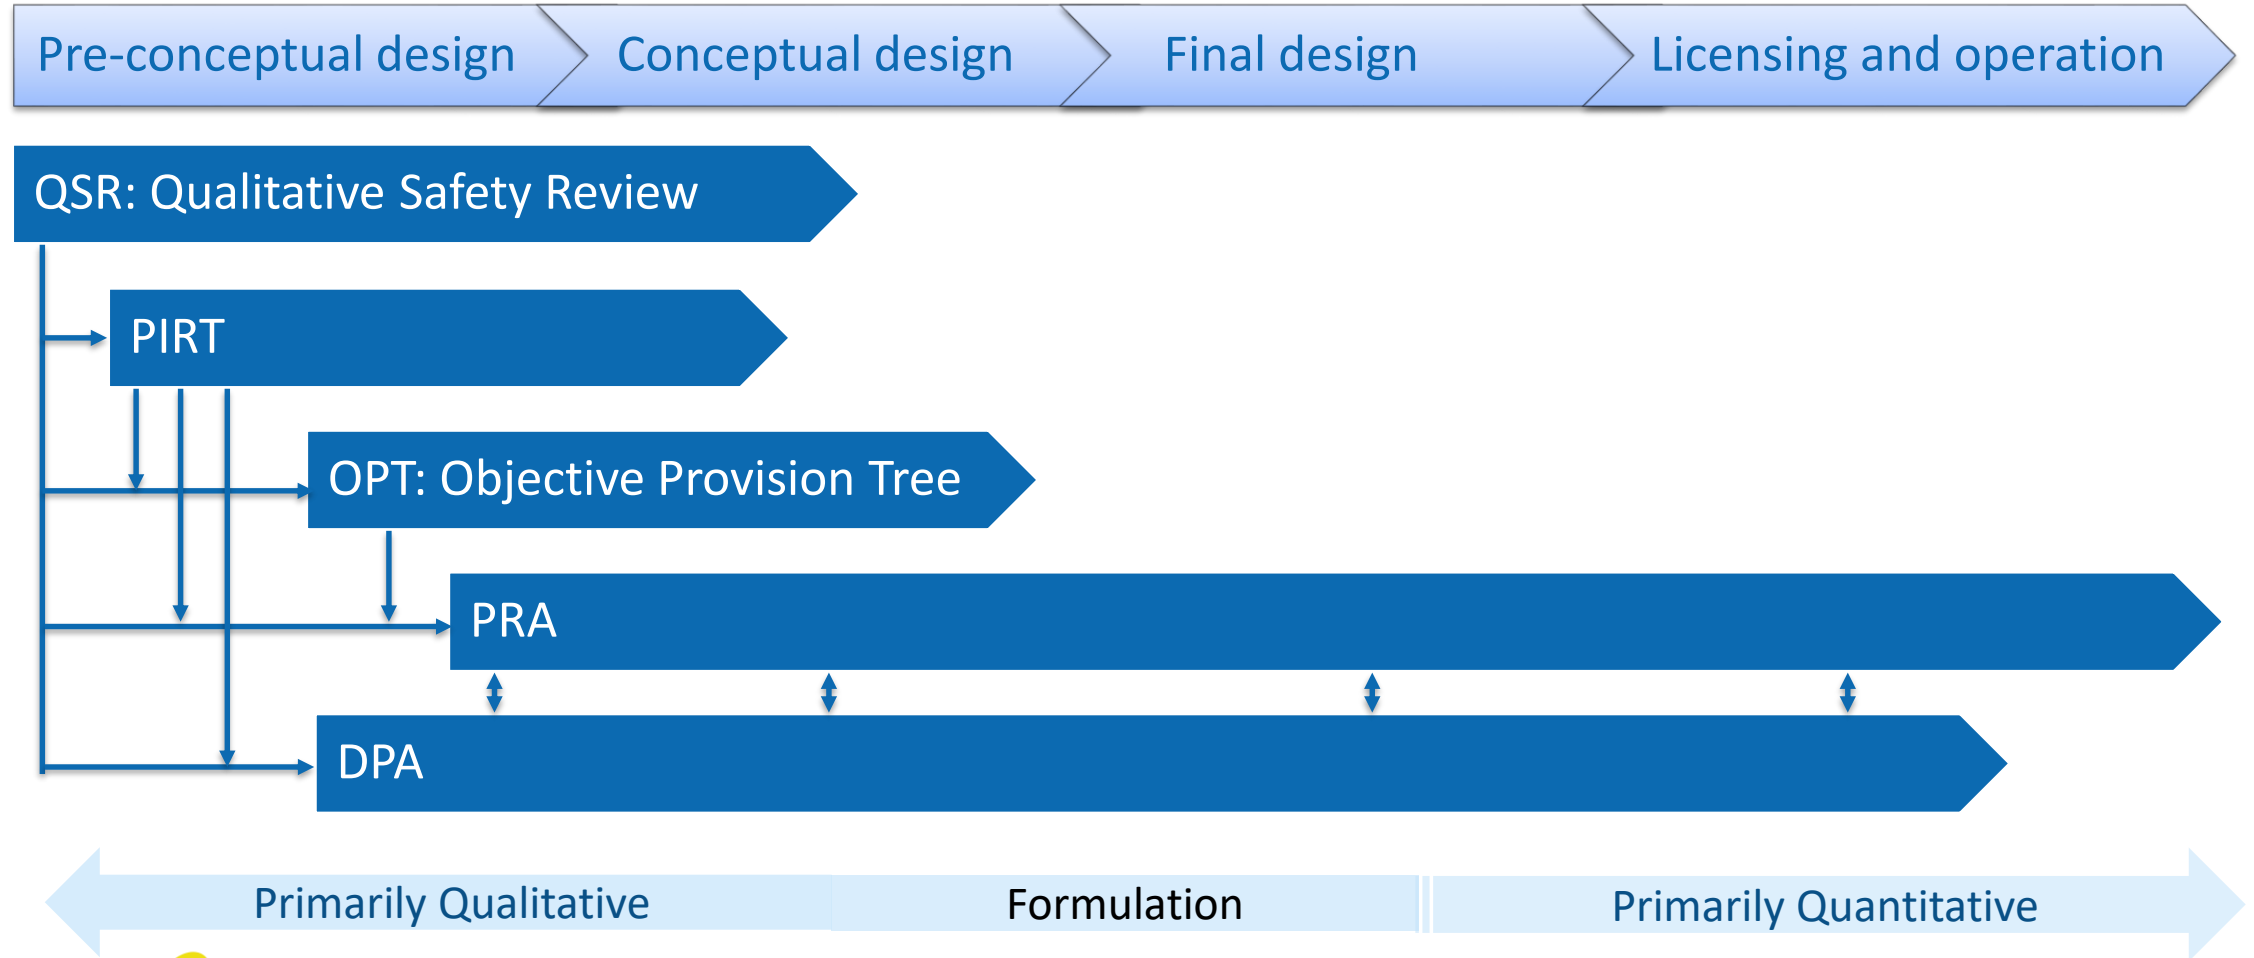 Pre-conceptual design
Conceptual design
Final design
Licensing and operation
QSR: Qualitative Safety Review
PIRT
OPT: Objective Provision Tree
PRA
DPA
Primarily Qualitative
Formulation
Primarily Quantitative